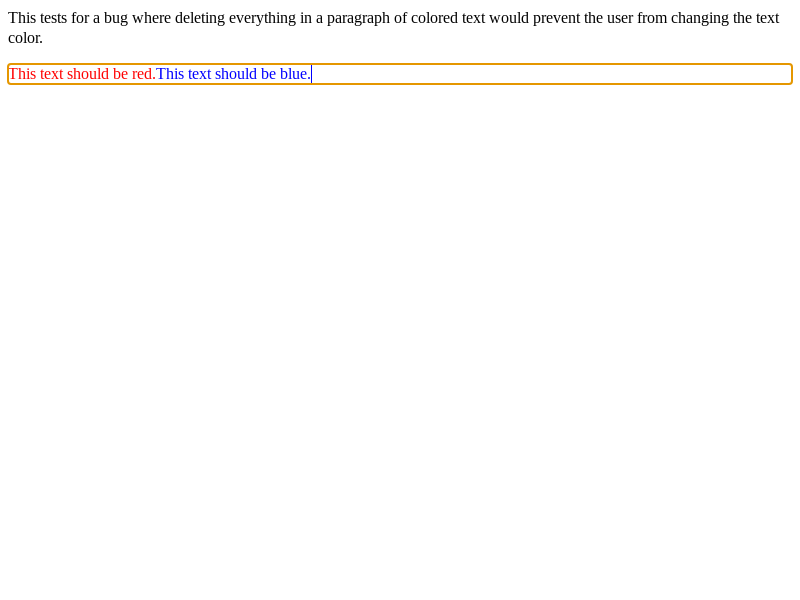 This tests for a bug where deleting everything in a paragraph of colored text would prevent the user from changing the text
color.
This text should be red.This text should be blue.